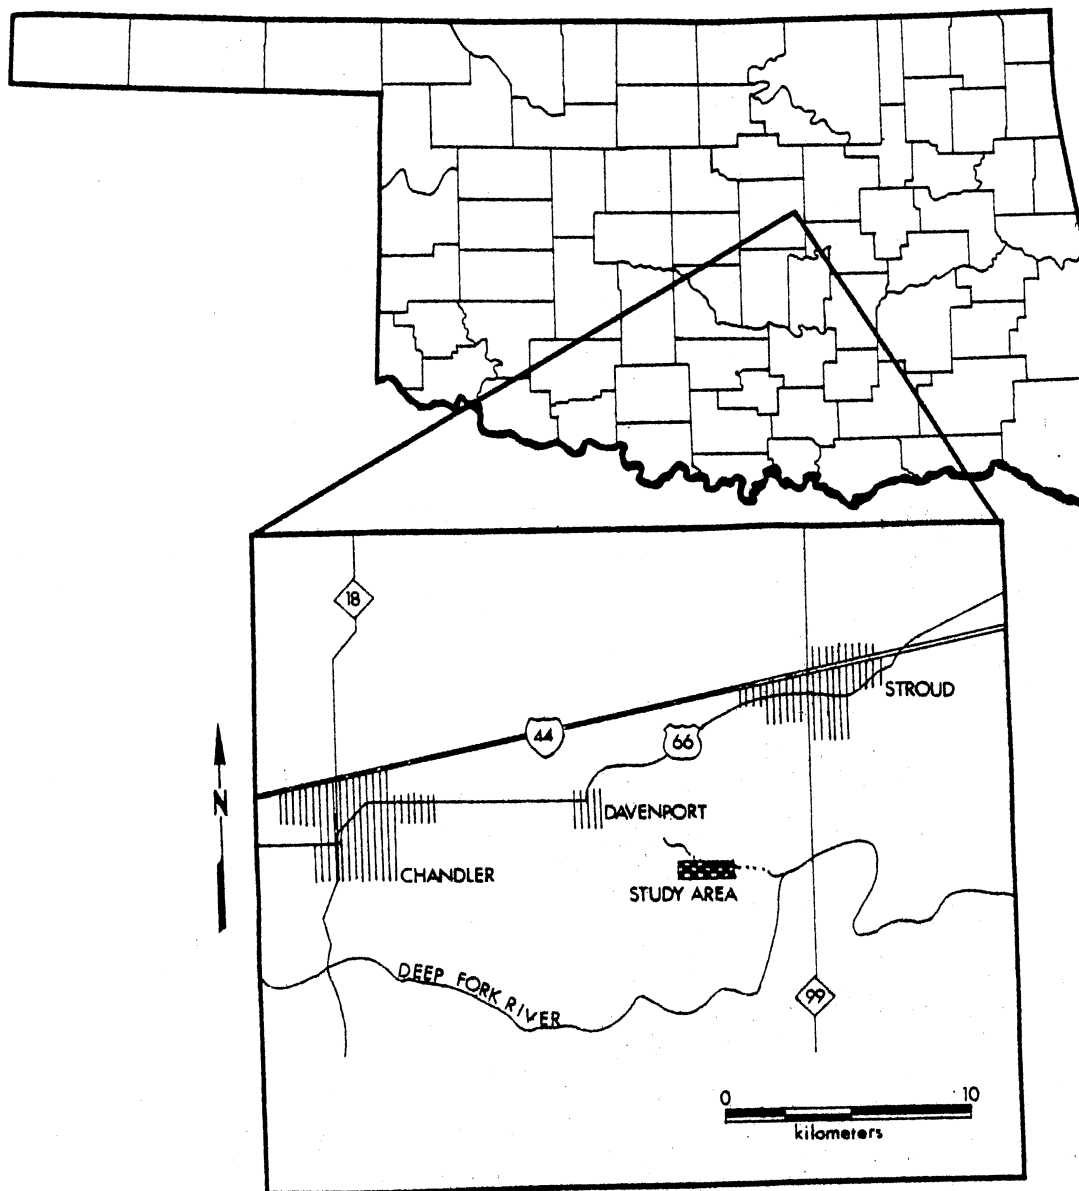 18
STROUD
44
66
N
DAVENPORT
CHANDLER
STUDY AREA
DEEP FORK RIVER
99
0 10
kilometers